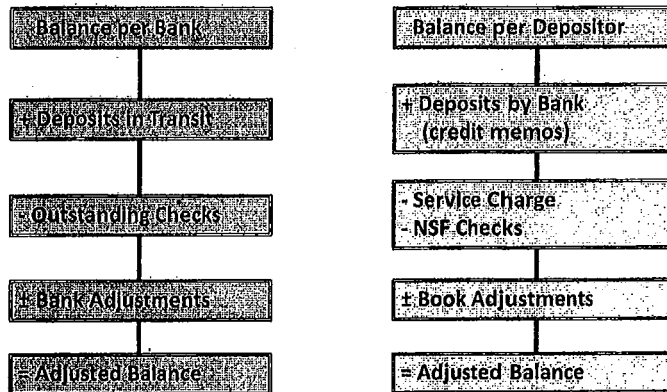 Balance per Bank
+ Deposits in Transit
- Outstanding Checks
± Bank Adjustments
= Adjusted Balance
Balance per Depositor
+ Deposits by Bank
(credit memos)
- Service Charge
- NSF Checks
± Book Adjustments
= Adjusted Balance